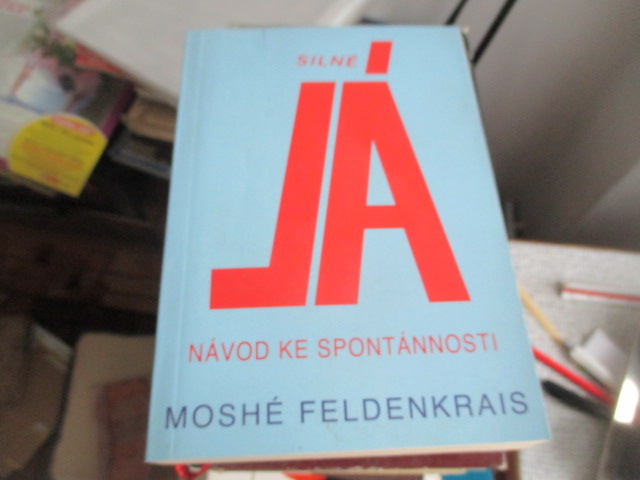 SILNÉ
JÁ
NÁVOD KE SPONTÁNNOSTI
MOSHÉ FELDENKRAIS